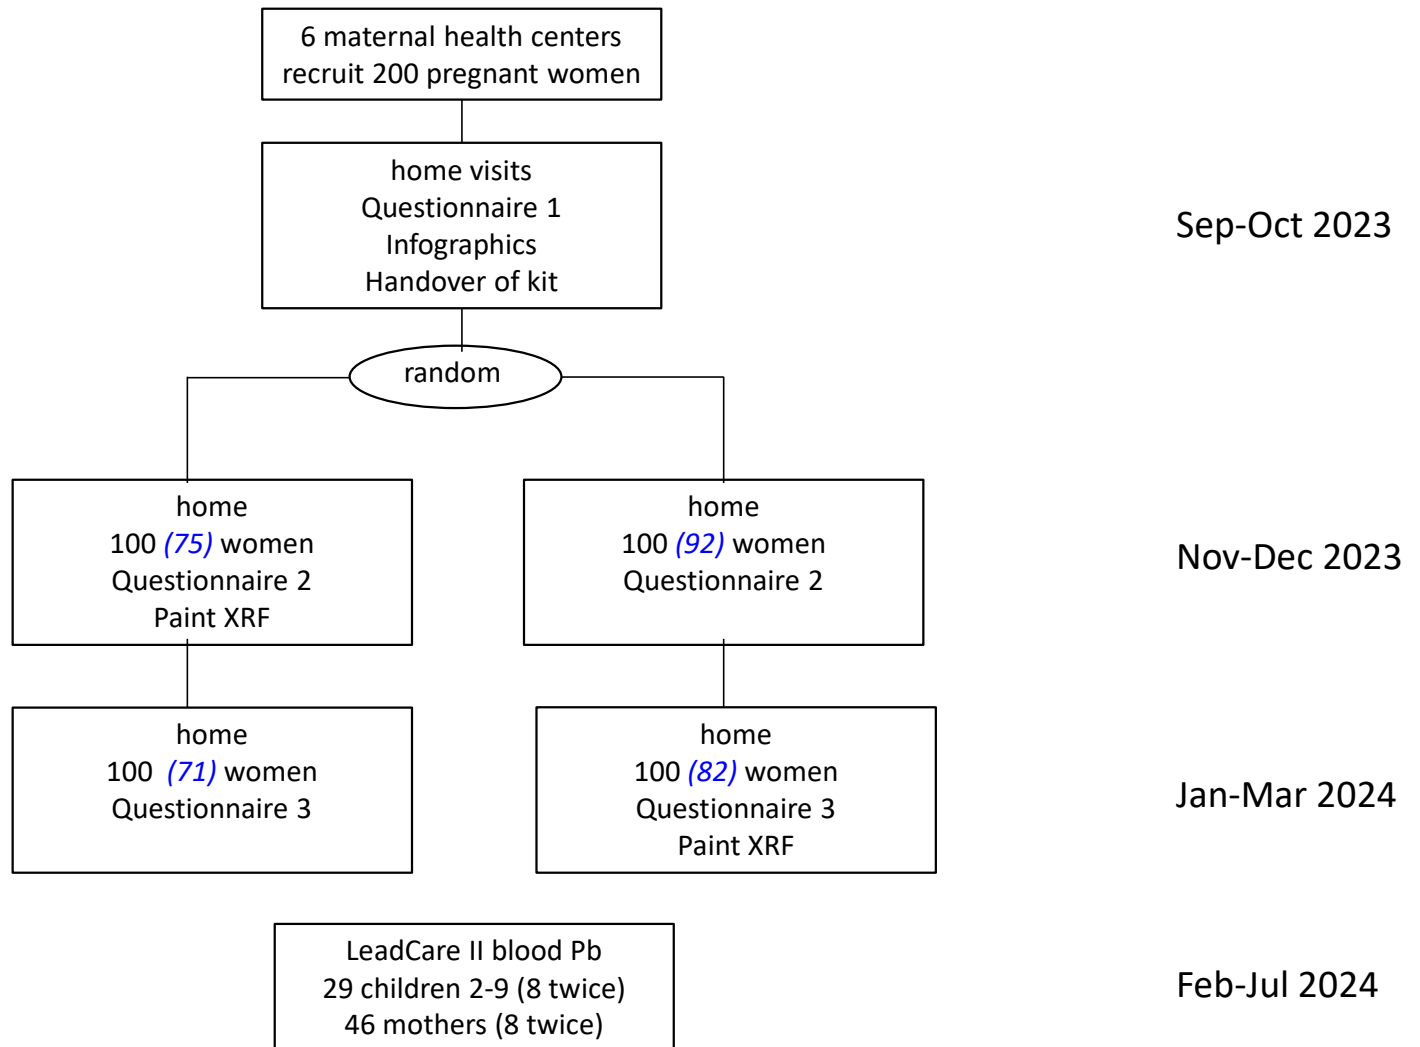 6 maternal health centers
recruit 200 pregnant women
home visits
Questionnaire 1
Infographics
Handover of kit
Sep-Oct 2023
random
home
100 (75) women
Questionnaire 2
Paint XRF
home
100 (92) women
Questionnaire 2
Nov-Dec 2023
home
100 (71) women
Questionnaire 3
home
100 (82) women
Questionnaire 3
Paint XRF
Jan-Mar 2024
LeadCare II blood Pb
29 children 2-9 (8 twice)
46 mothers (8 twice)
Feb-Jul 2024